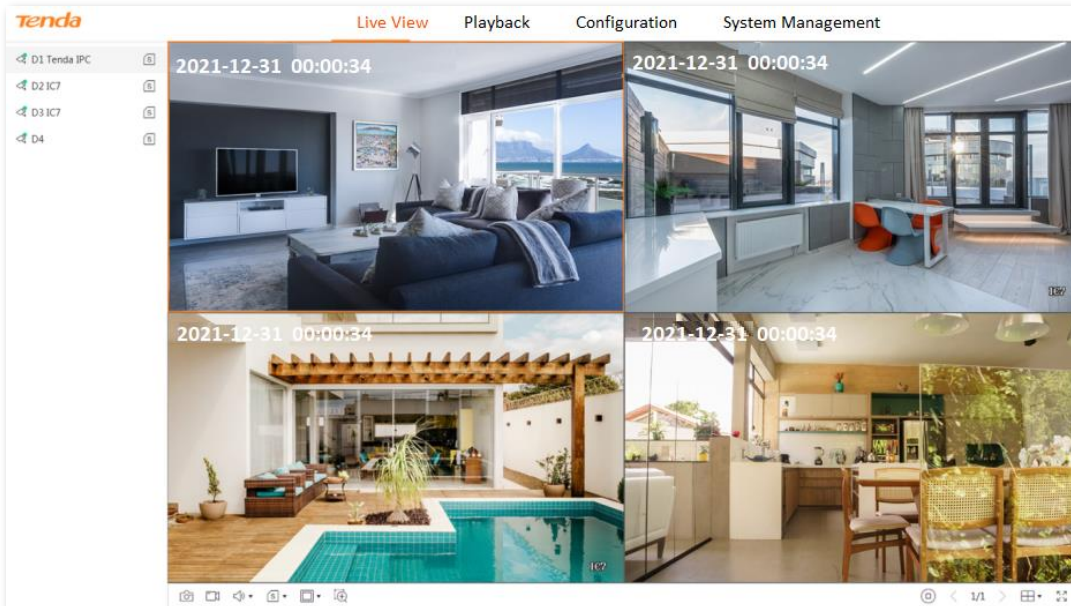 Tenda
Live View Playback Configuration System Management
D1 Tenda IPC S
D2 IC7 S
D3 IC7 S
D4 S
2021-12-31 00:00:34
2021-12-31 00:00:34
IC7
2021-12-31 00:00:34
2021-12-31 00:00:34
IC7
S
1/1